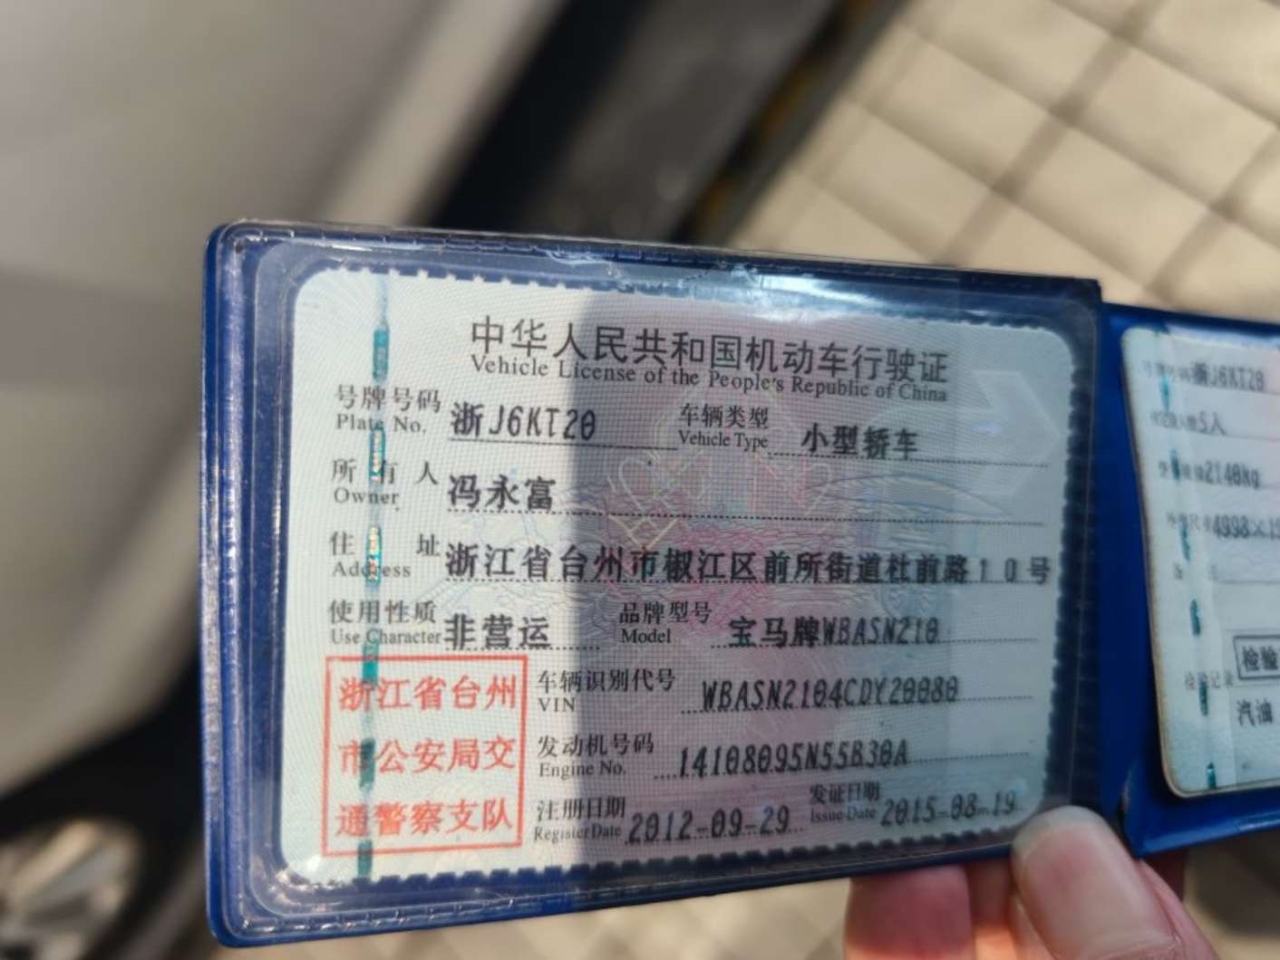 中华人民共和国机动车行驶证
Vehicle License of the People's Republic of China
号牌号码 浙J6KT20 车辆类型 小型轿车
Plate No. Vehicle Type
所有人 冯永富
Owner
住址 浙江省台州市椒江区前所街道杜前路10号
Address
使用性质 非营运 品牌型号 宝马牌WBASN210
Use Character Model
浙江省台州
市公安局交
通警察支队
车辆识别代号 WBASN2104CDY20080
VIN
发动机号码 14108095N55B30A
Engine No.
注册日期 2012-09-29 发证日期 2015-08-19
Register Date Issue Date
浙J6KT20
5人
2140kg
4998×
检验记录
检验
汽油